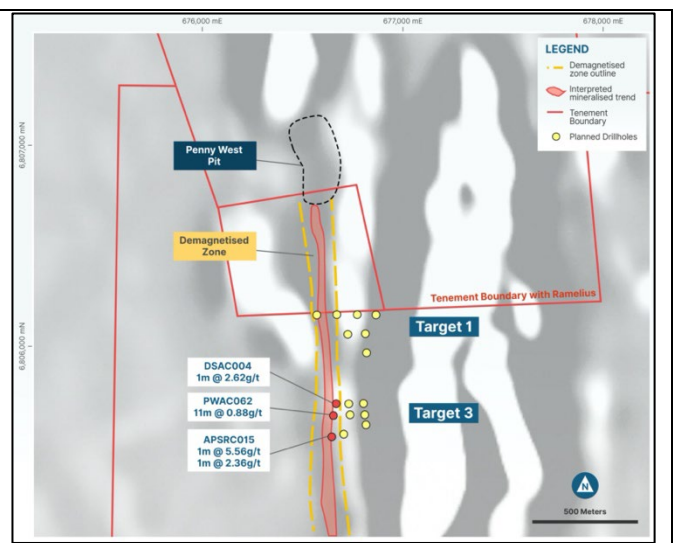 676,000 mE
677,000 mE
678,000 mE
LEGEND
Demagnetised
zone outline
Interpreted
mineralised trend
Tenement
Boundary
Planned Drillholes
6,807,000 mN
Penny West
Pit
Demagnetised
Zone
Tenement Boundary with Ramelius
Target 1
6,806,000 mN
DSAC004
1m @ 2.62g/t
PWAC062
11m @ 0.88g/t
Target 3
APSRC015
1m @ 5.56g/t
1m @ 2.36g/t
N
500 Meters